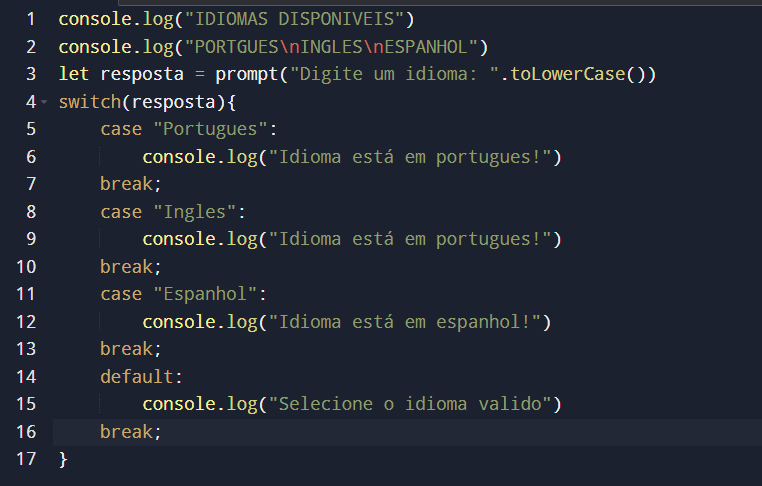 1 console.log("IDIOMAS DISPONIVEIS")
2 console.log("PORTGUES\nINGLES\nESPANHOL")
3 let resposta = prompt("Digite um idioma: ".toLowerCase())
4 switch(resposta){
5     case "Portugues":
6         console.log("Idioma está em portugues!")
7     break;
8     case "Ingles":
9         console.log("Idioma está em portugues!")
10     break;
11     case "Espanhol":
12         console.log("Idioma está em espanhol!")
13     break;
14     default:
15         console.log("Selecione o idioma valido")
16     break;
17 }